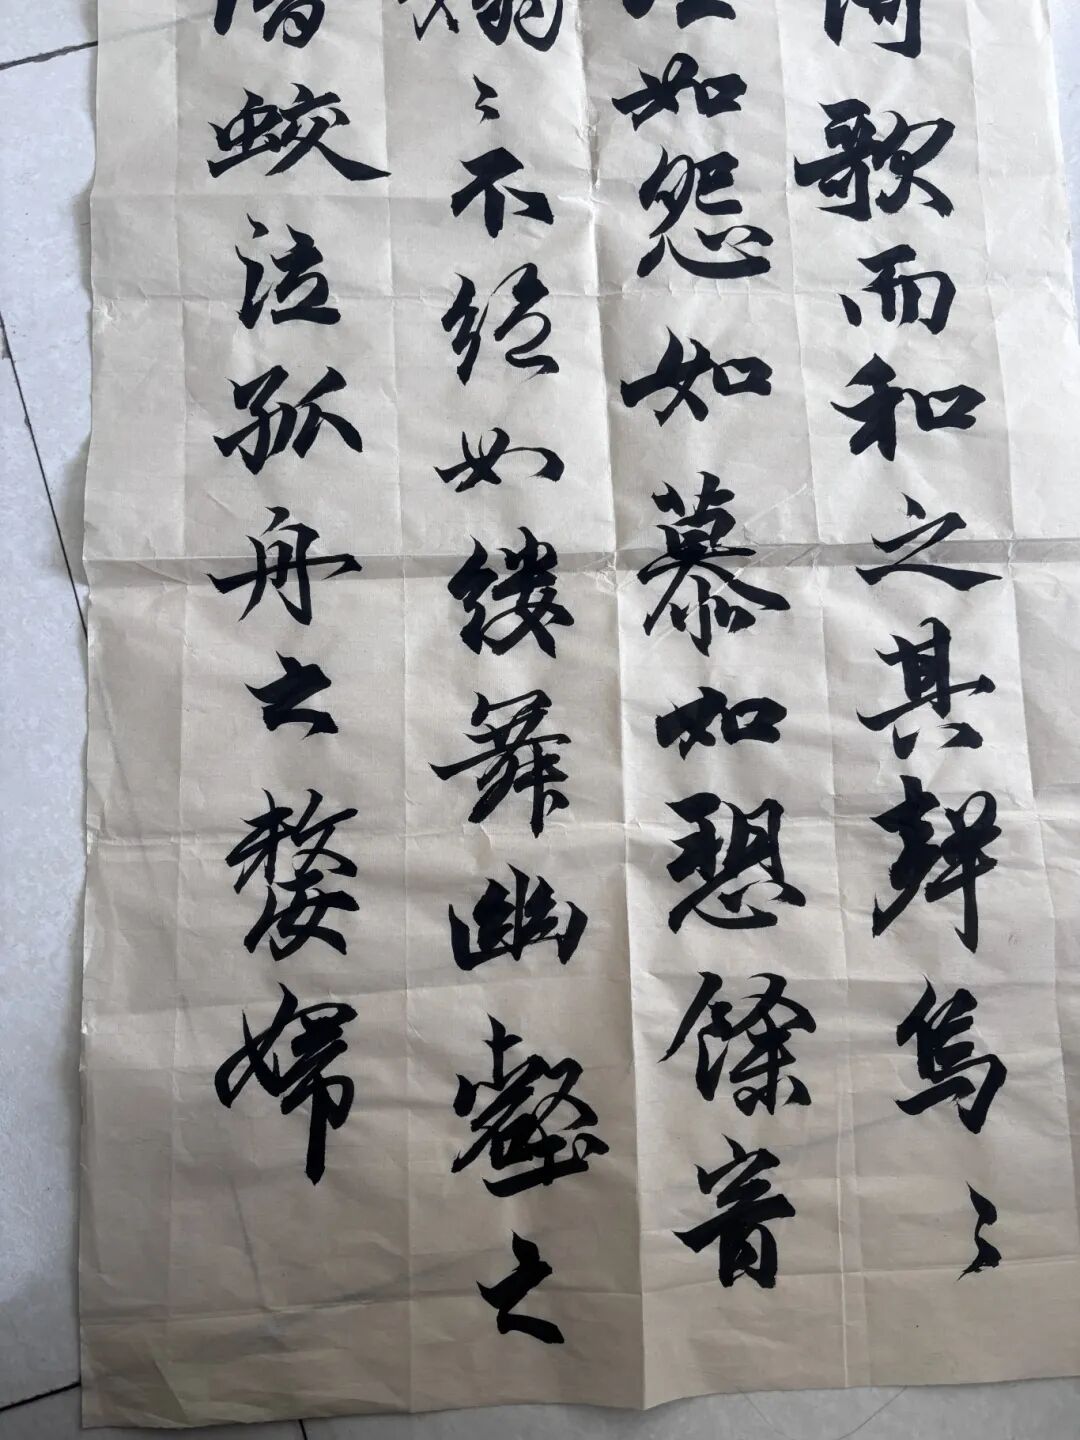 歌而和之其聲烏〻
如怨如慕如愬餘音
〻不絕如縷舞幽壑之
蛟泣孤舟之嫠婦